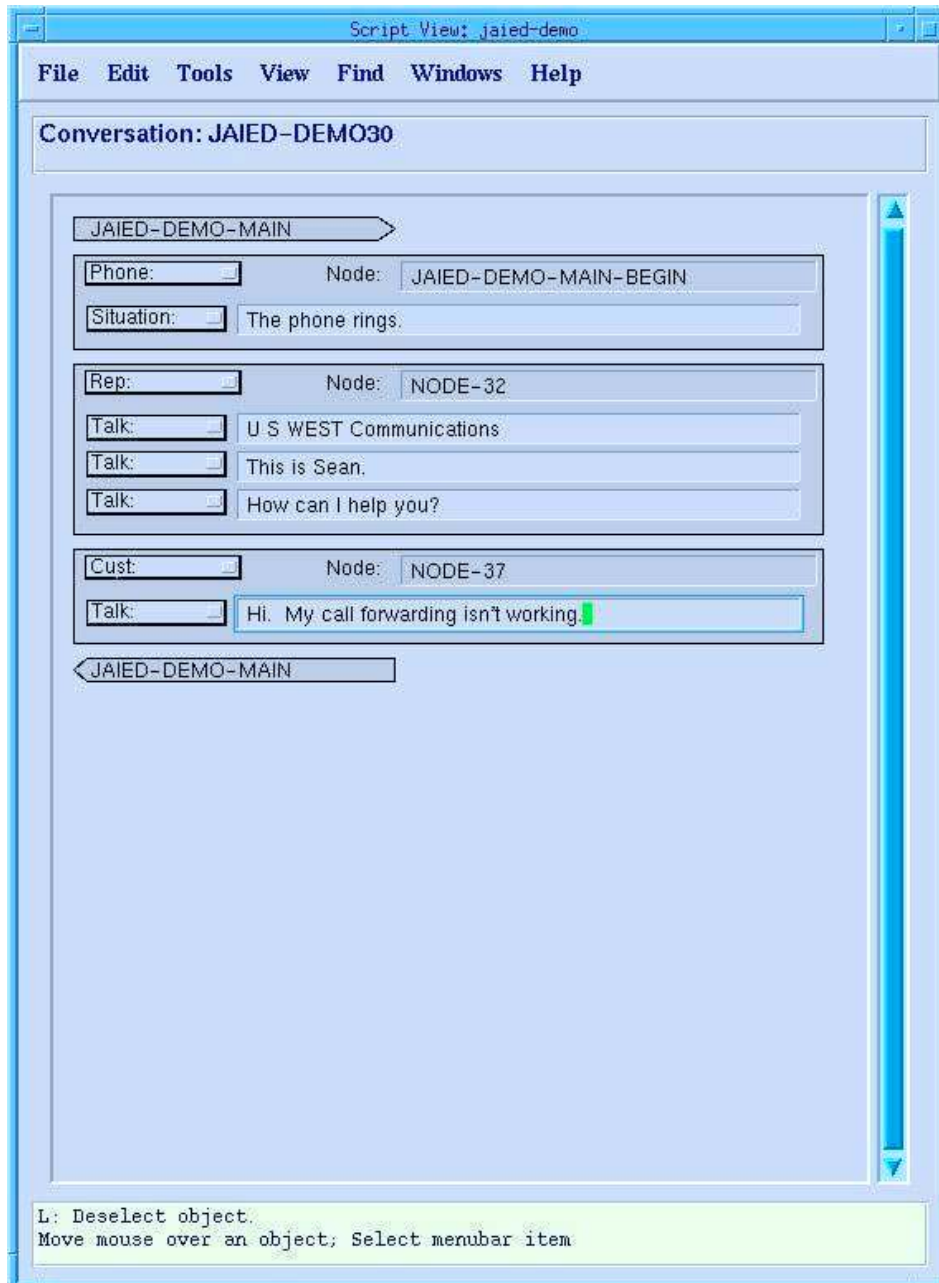 Script View: jaied-demo
File Edit Tools View Find Windows Help
Conversation: JAIED-DEMO30
JAIED-DEMO-MAIN
Phone: Node: JAIED-DEMO-MAIN-BEGIN
Situation: The phone rings.
Rep: Node: NODE-32
Talk: U S WEST Communications
Talk: This is Sean.
Talk: How can I help you?
Cust: Node: NODE-37
Talk: Hi. My call forwarding isn't working.
JAIED-DEMO-MAIN
L: Deselect object.
Move mouse over an object; Select menubar item